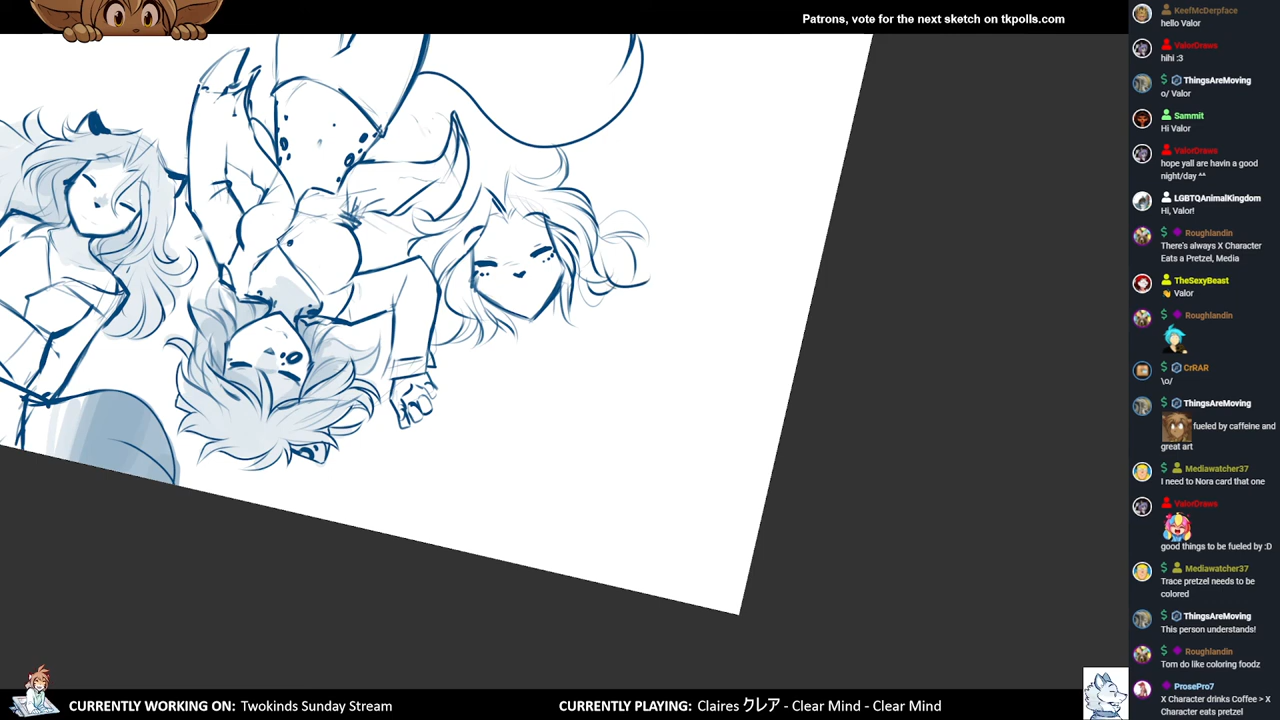 Patrons, vote for the next sketch on tkpolls.com
KeefMcDerpface
hello Valor
ValorDraws
hihi :3
ThingsAreMoving
o/ Valor
Sammit
Hi Valor
ValorDraws
hope yall are havin a good
night/day ^^
LGBTQAnimalKingdom
Hi, Valor!
Roughlandin
There's always X Character
Eats a Pretzel, Media
TheSexyBeast
Valor
Roughlandin
CrRAR
\o/
ThingsAreMoving
fueled by caffeine and
great art
Mediawatcher37
I need to Nora card that one
ValorDraws
good things to be fueled by :D
Mediawatcher37
Trace pretzel needs to be
colored
ThingsAreMoving
This person understands!
Roughlandin
Tom do like coloring foodz
ProsePro7
X Character drinks Coffee > X
Character eats pretzel
CURRENTLY WORKING ON: Twokinds Sunday Stream
CURRENTLY PLAYING: Claires クレア - Clear Mind - Clear Mind